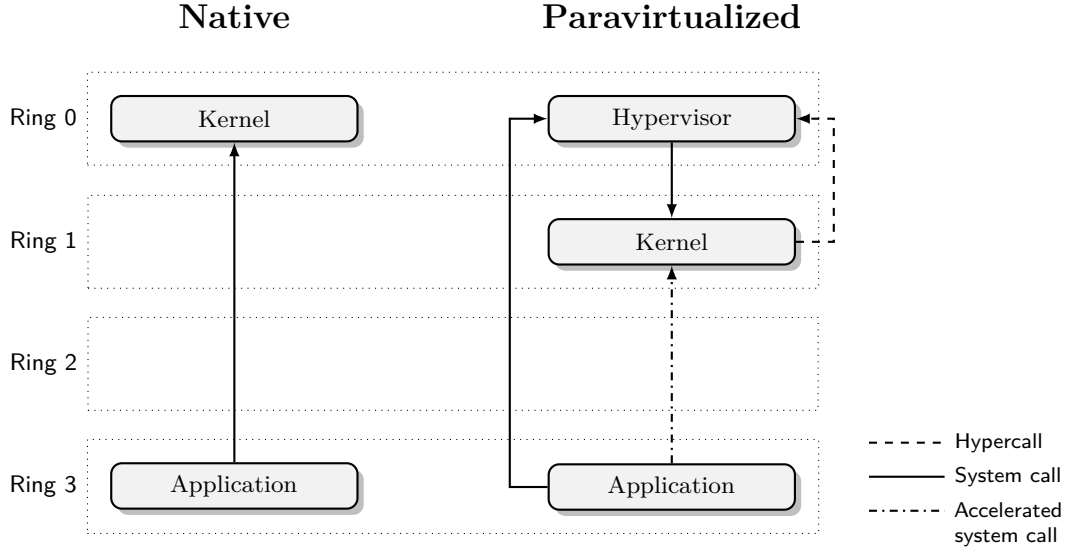 Native
Paravirtualized
Ring 0
Kernel
Hypervisor
Ring 1
Kernel
Ring 2
Ring 3
Application
Application
Hypercall
System call
Accelerated
system call